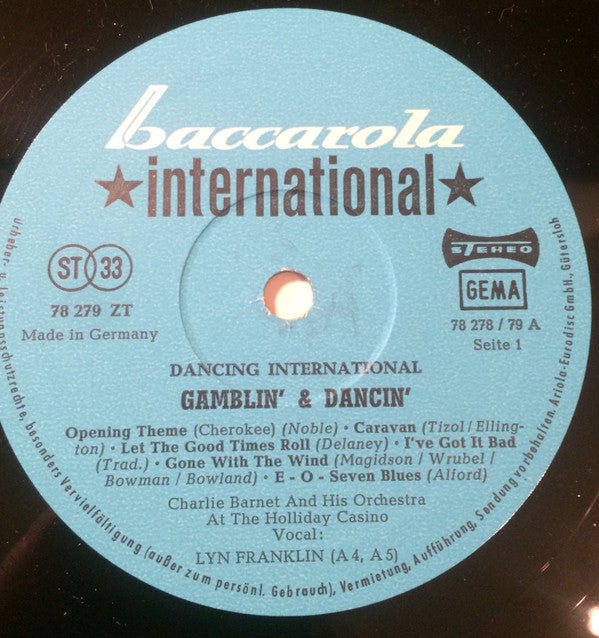 baccarola
★international★
ST 33
78 279 ZT
Made in Germany
STEREO
GEMA
78 278 / 79 A
Seite 1
DANCING INTERNATIONAL
GAMBLIN' & DANCIN'
Opening Theme (Cherokee) (Noble) · Caravan (Tizol / Elling-
ton) · Let The Good Times Roll (Delaney) · I've Got It Bad
(Trad.) · Gone With The Wind (Magidson / Wrubel /
Bowman / Bowland) · E - O - Seven Blues (Alford)
Charlie Barnet And His Orchestra
At The Holliday Casino
Vocal:
LYN FRANKLIN (A 4, A 5)
Urheber- u. leistungsschutzrechte, besonders Vervielfältigung (außer zum persönl. Gebrauch), Vermietung, Aufführung, Sendung vorbehalten. Ariola-Eurodisc GmbH., Gütersloh